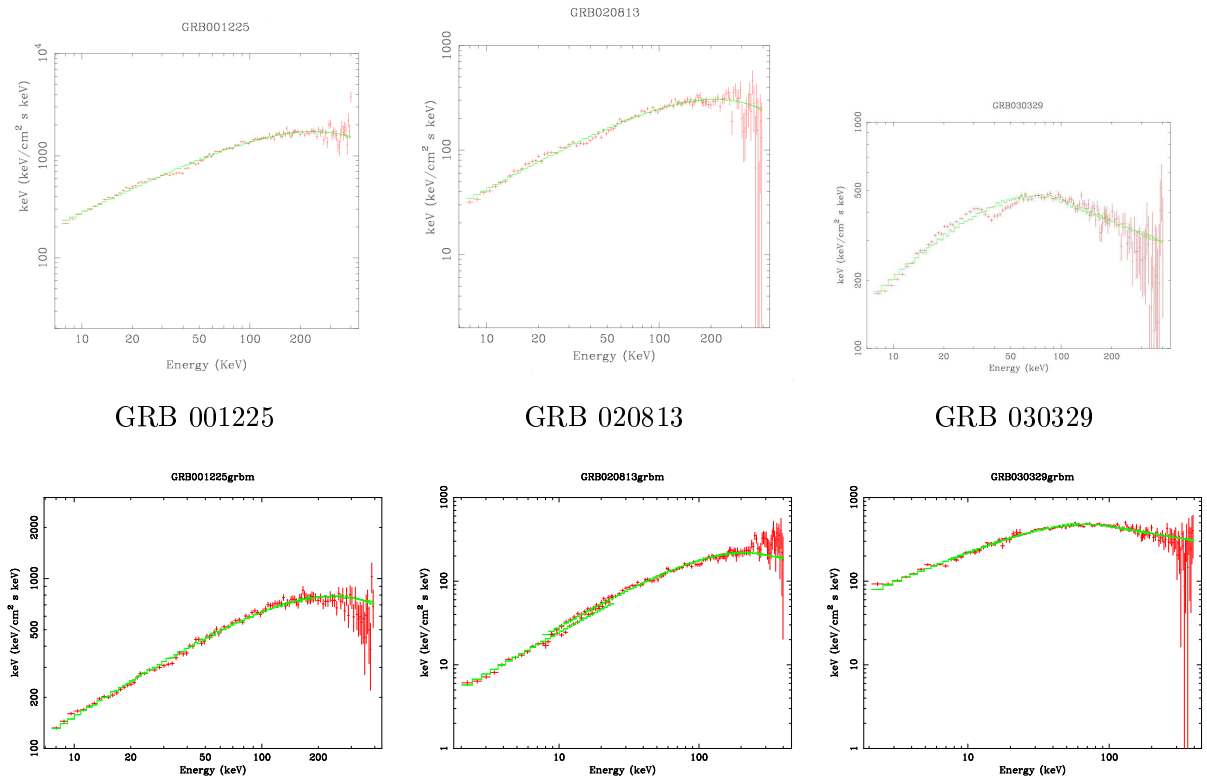 GRB001225
keV (keV/cm² s keV)
10⁴
1000
100
10 20 50 100 200
Energy (KeV)
GRB020813
keV (keV/cm² s keV)
1000
100
10
10 20 50 100 200
Energy (keV)
GRB030329
keV (keV/cm² s keV)
1000
500
200
100
10 20 50 100 200
Energy (keV)
GRB 001225
GRB 020813
GRB 030329
GRB001225grbm
keV (keV/cm² s keV)
2000
1000
500
200
100
10 20 50 100 200
Energy (keV)
GRB020813grbm
keV (keV/cm² s keV)
1000
100
10
1
10 100
Energy (keV)
GRB030329grbm
keV (keV/cm² s keV)
1000
100
10
1
10 100
Energy (keV)